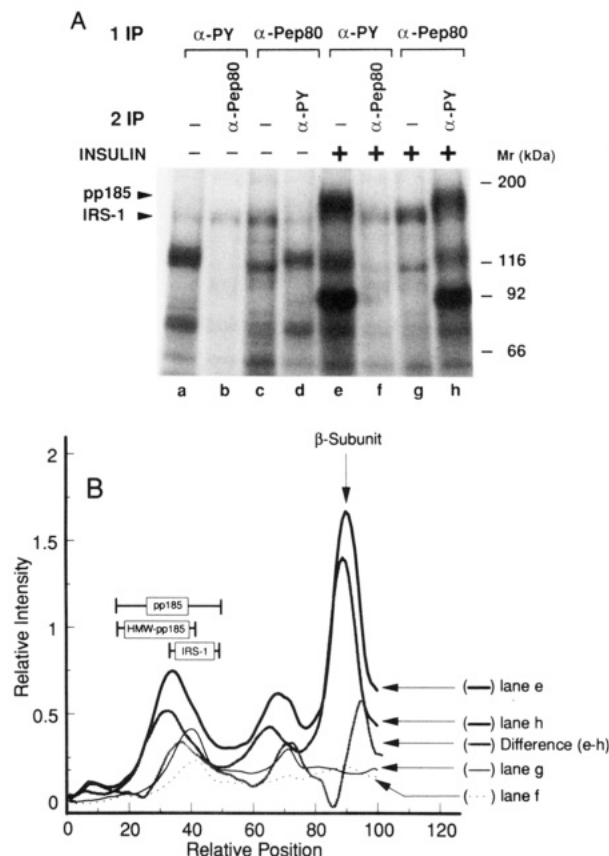 A
1 IP α-PY α-Pep80 α-PY α-Pep80
2 IP – α-Pep80 – α-PY – α-Pep80 – α-PY
INSULIN – – – – + + + + Mr (kDa)
pp185
IRS-1
– 200
– 116
– 92
– 66
a b c d e f g h
B
β-Subunit
Relative Intensity
2
1.5
1
0.5
0
pp185
HMW-pp185
IRS-1
(—) lane e
(—) lane h
(—) Difference (e-h)
(—) lane g
(....) lane f
0 20 40 60 80 100 120
Relative Position